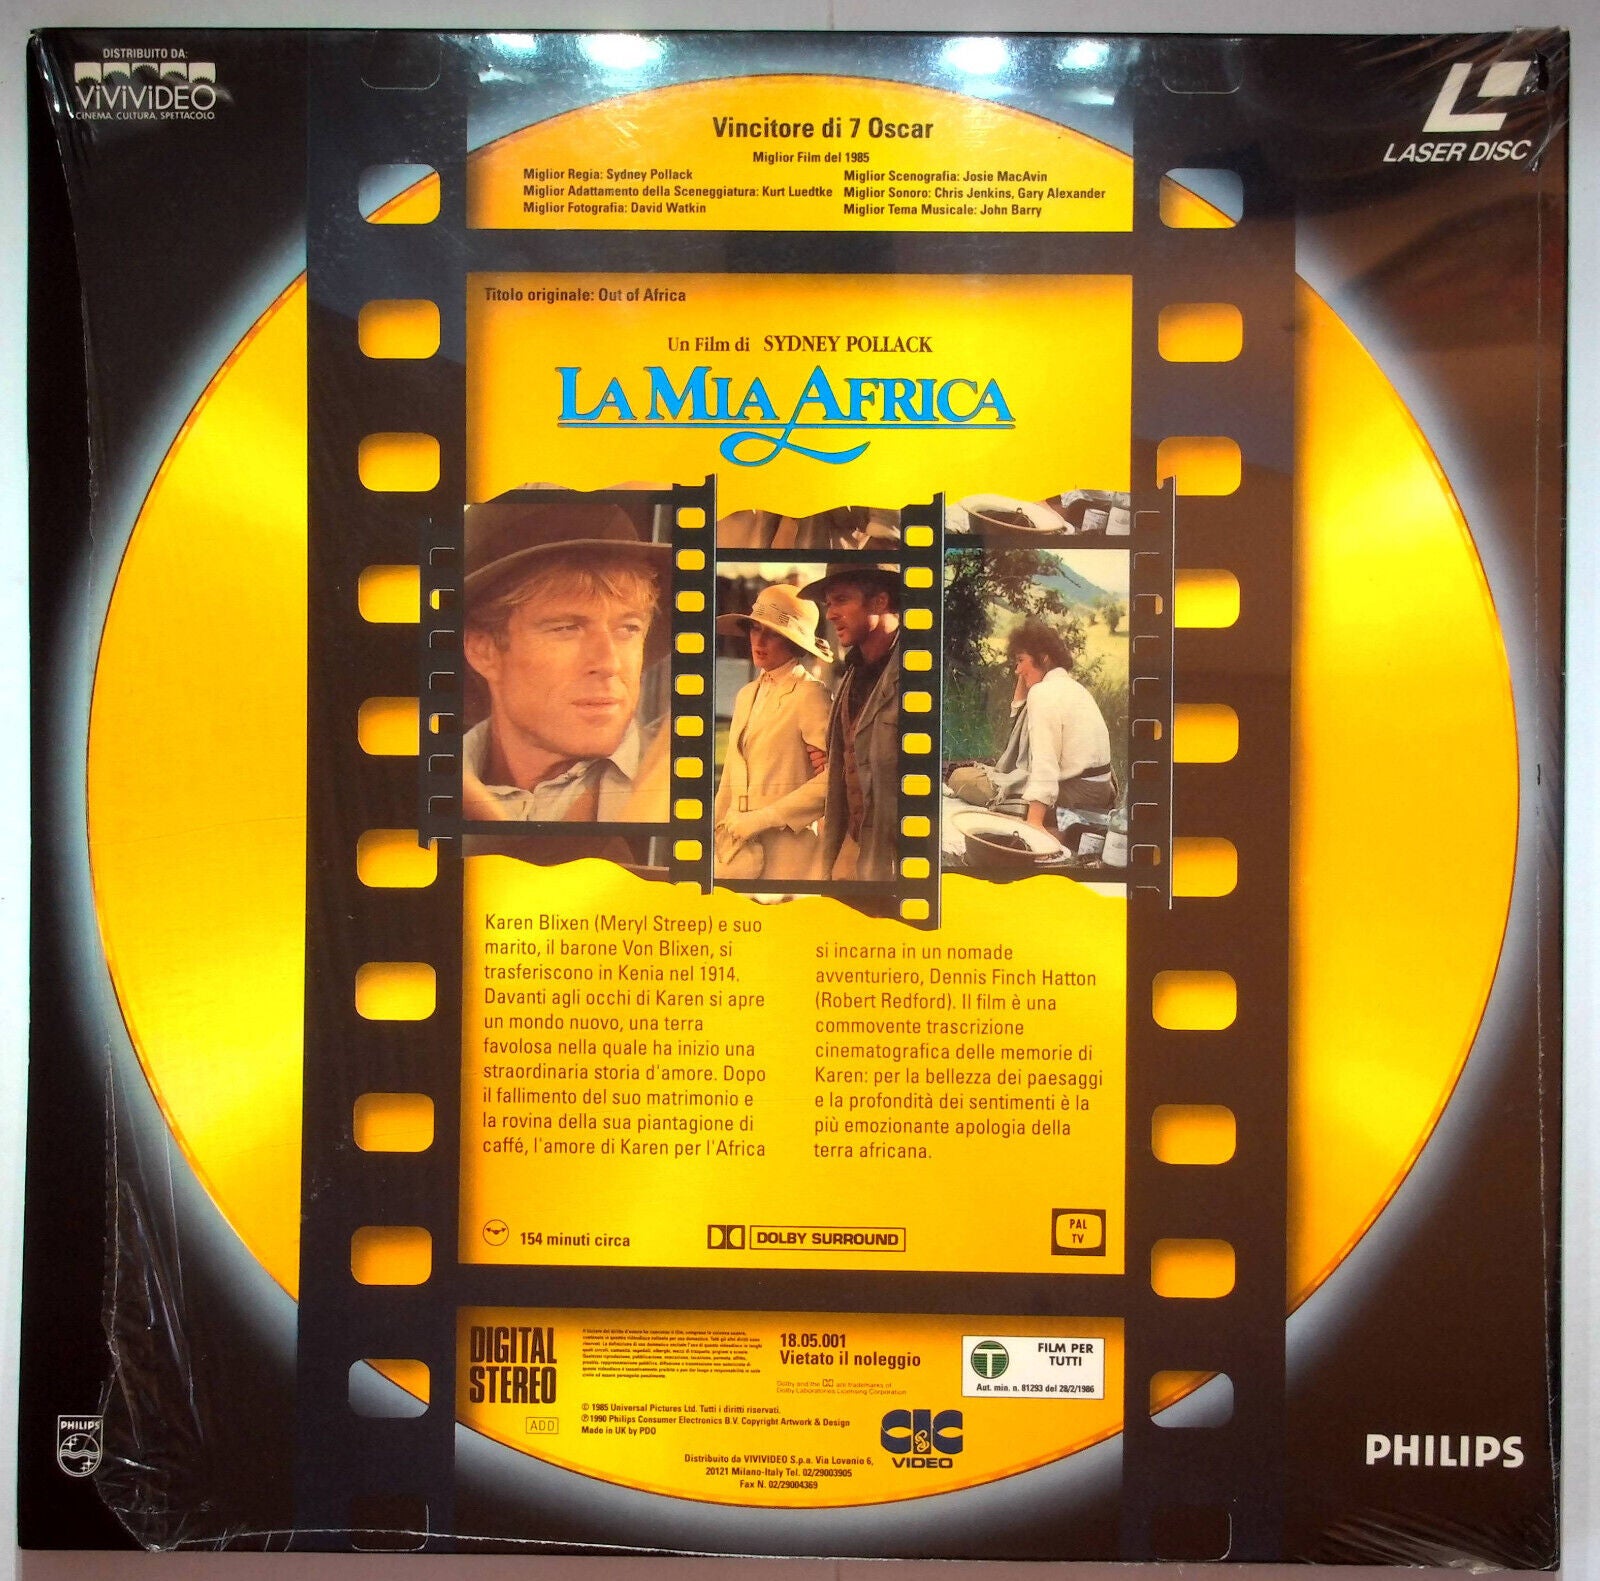 DISTRIBUITO DA:
VIVIVIDEO
CINEMA, CULTURA, SPETTACOLO
LASER DISC
Vincitore di 7 Oscar
Miglior Film del 1985
Miglior Regia: Sydney Pollack
Miglior Adattamento della Sceneggiatura: Kurt Luedtke
Miglior Fotografia: David Watkin
Miglior Scenografia: Josie MacAvin
Miglior Sonoro: Chris Jenkins, Gary Alexander
Miglior Tema Musicale: John Barry
Titolo originale: Out of Africa
Un Film di SYDNEY POLLACK
LA MIA AFRICA
Karen Blixen (Meryl Streep) e suo
marito, il barone Von Blixen, si
trasferiscono in Kenia nel 1914.
Davanti agli occhi di Karen si apre
un mondo nuovo, una terra
favolosa nella quale ha inizio una
straordinaria storia d'amore. Dopo
il fallimento del suo matrimonio e
la rovina della sua piantagione di
caffé, l'amore di Karen per l'Africa
si incarna in un nomade
avventuriero, Dennis Finch Hatton
(Robert Redford). Il film è una
commovente trascrizione
cinematografica delle memorie di
Karen: per la bellezza dei paesaggi
e la profondità dei sentimenti è la
più emozionante apologia della
terra africana.
154 minuti circa
DOLBY SURROUND
PAL
TV
DIGITAL
STEREO
ADD
18.05.001
Vietato il noleggio
Dolby and the are trademarks of
Dolby Laboratories Licensing Corporation
T
FILM PER
TUTTI
Aut. min. n. 81293 del 28/2/1986
© 1985 Universal Pictures Ltd. Tutti i diritti riservati.
℗ 1990 Philips Consumer Electronics B.V. Copyright Artwork & Design
Made in UK by PDO
CIC
VIDEO
Distribuito da VIVIVIDEO S.p.a. Via Lovanio 6,
20121 Milano-Italy Tel. 02/29003905
Fax N. 02/29004369
PHILIPS
PHILIPS